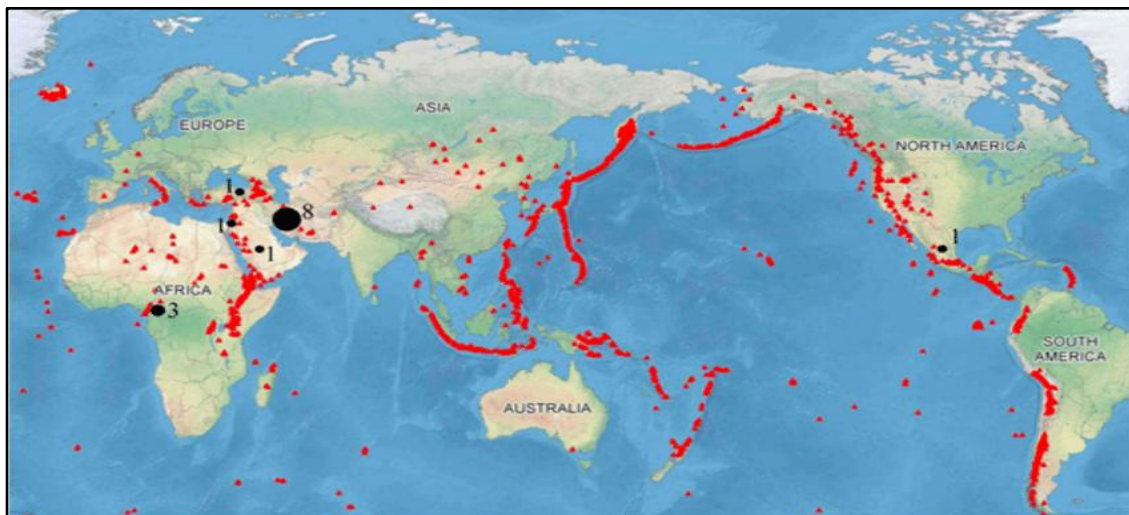 ASIA
EUROPE
NORTH AMERICA
1
8
1
1
1
AFRICA
3
SOUTH
AMERICA
AUSTRALIA